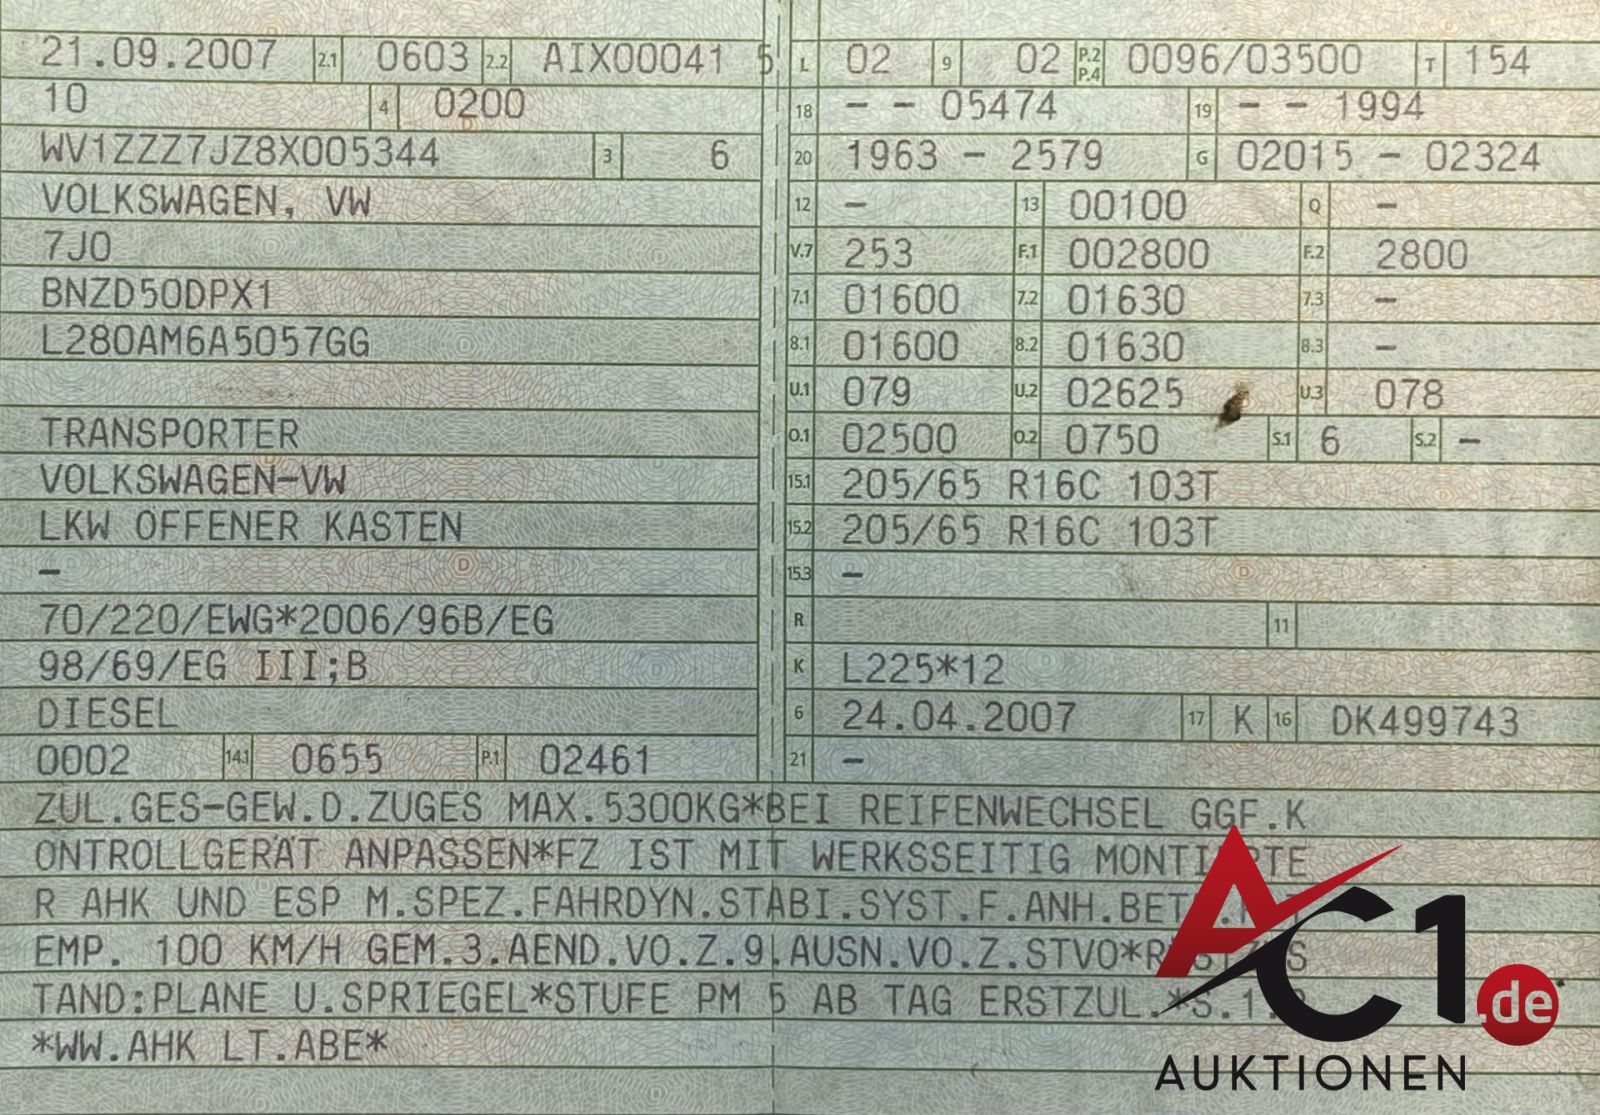 21.09.2007 2.1 0603 2.2 AIX00041 5
10 4 0200
WV1ZZZ7JZ8X005344 3 6
VOLKSWAGEN, VW
7J0
BNZD50DPX1
L280AM6A5057GG
TRANSPORTER
VOLKSWAGEN-VW
LKW OFFENER KASTEN
–
70/220/EWG*2006/96B/EG
98/69/EG III;B
DIESEL
0002 14.1 0655 P.1 02461
L 02 9 02 P.2 P.4 0096/03500 T 154
18 – – 05474 19 – – 1994
20 1963 – 2579 G 02015 – 02324
12 – 13 00100 Q –
V.7 253 F.1 002800 F.2 2800
7.1 01600 7.2 01630 7.3 –
8.1 01600 8.2 01630 8.3 –
U.1 079 U.2 02625 U.3 078
O.1 02500 O.2 0750 S.1 6 S.2 –
15.1 205/65 R16C 103T
15.2 205/65 R16C 103T
15.3 –
R 11
K L225*12
6 24.04.2007 17 K 16 DK499743
21 –
ZUL.GES-GEW.D.ZUGES MAX.5300KG*BEI REIFENWECHSEL GGF.K
ONTROLLGERÄT ANPASSEN*FZ IST MIT WERKSSEITIG
R AHK UND ESP M.SPEZ.FAHRDYN.STABI.SYST.F.ANH.
EMP. 100 KM/H GEM.3.AEND.VO.Z.9.AUSN.VO.Z.STVO*
TAND:PLANE U.SPRIEGEL*STUFE PM 5 AB TAG ERSTZUL.
*WW.AHK LT.ABE*
AC1.de
AUKTIONEN